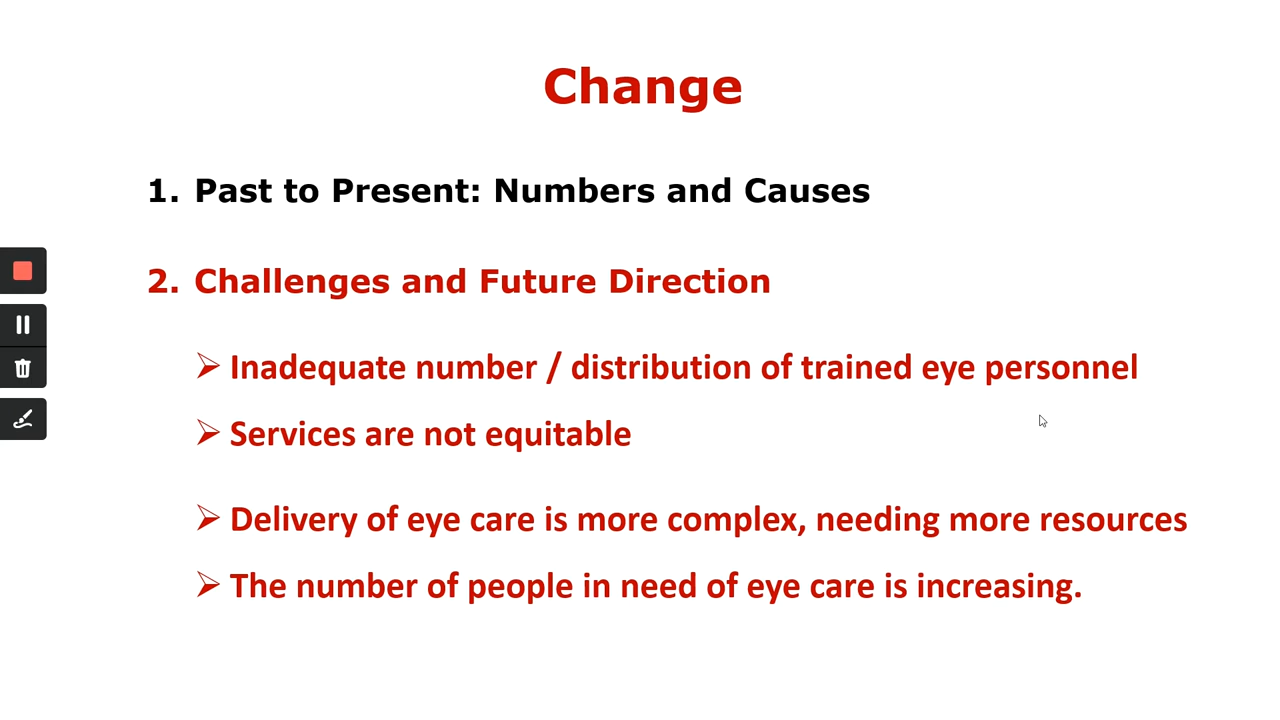 Change
1. Past to Present: Numbers and Causes
2. Challenges and Future Direction
➢ Inadequate number / distribution of trained eye personnel
➢ Services are not equitable
➢ Delivery of eye care is more complex, needing more resources
➢ The number of people in need of eye care is increasing.